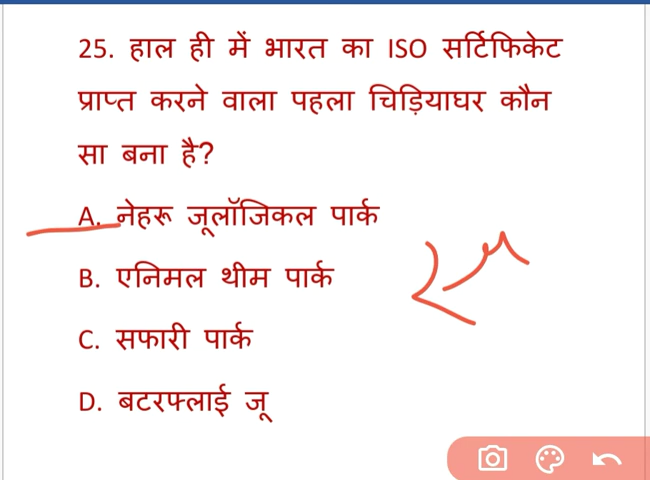 25. हाल ही में भारत का ISO सर्टिफिकेट
प्राप्त करने वाला पहला चिड़ियाघर कौन
सा बना है?
A. नेहरू जूलॉजिकल पार्क
B. एनिमल थीम पार्क
C. सफारी पार्क
D. बटरफ्लाई जू